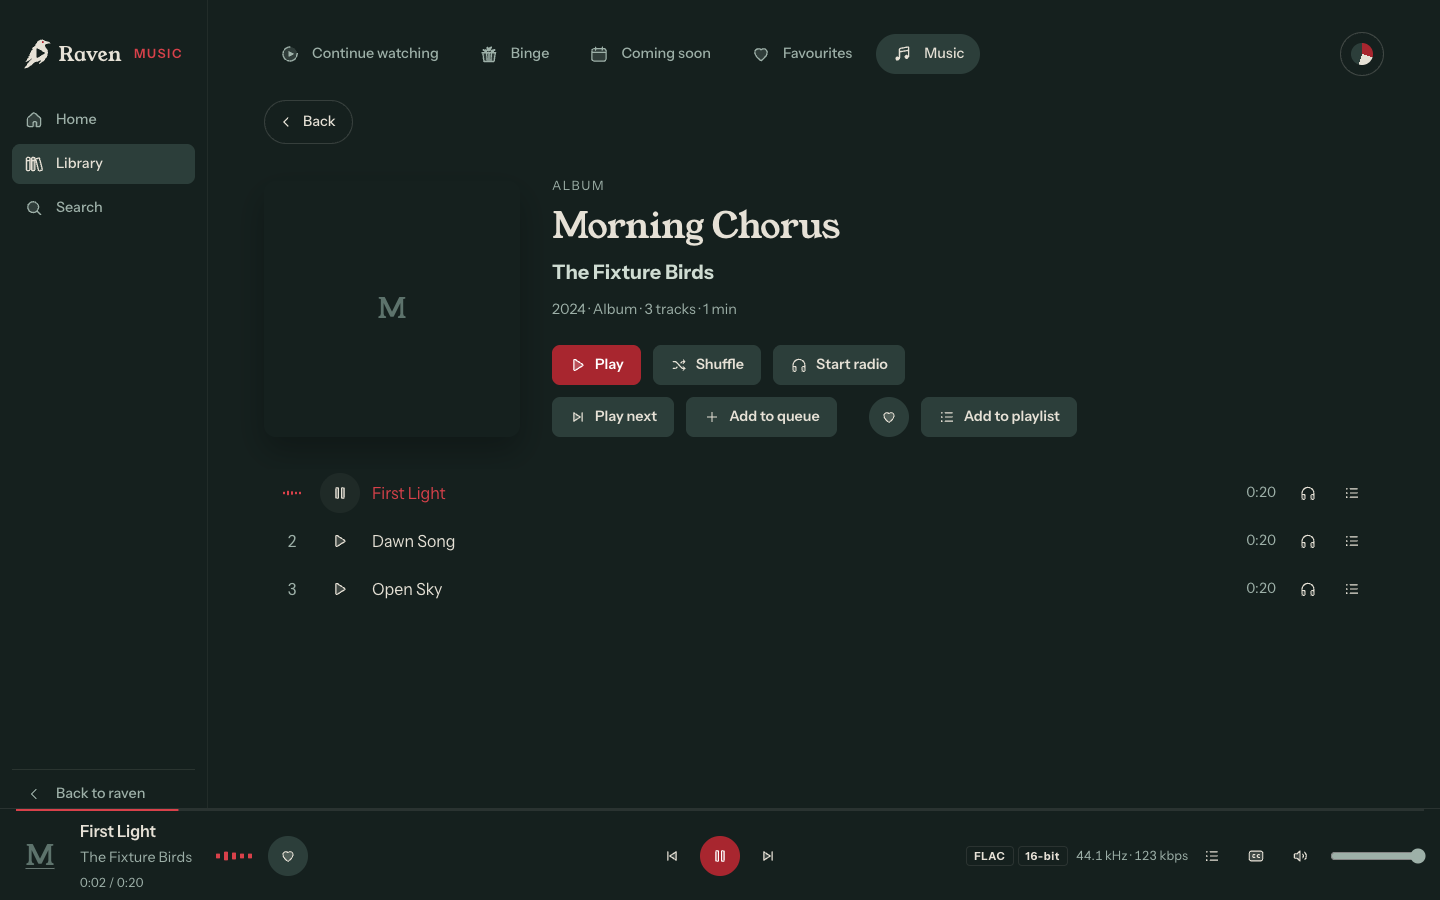 Raven MUSIC
Continue watching
Binge
Coming soon
Favourites
Music
Home
Library
Search
Back
M
ALBUM
Morning Chorus
The Fixture Birds
2024 · Album · 3 tracks · 1 min
Play
Shuffle
Start radio
Play next
Add to queue
Add to playlist
First Light 0:20
2 Dawn Song 0:20
3 Open Sky 0:20
Back to raven
M
First Light
The Fixture Birds
0:02 / 0:20
FLAC 16-bit 44.1 kHz · 123 kbps
CC